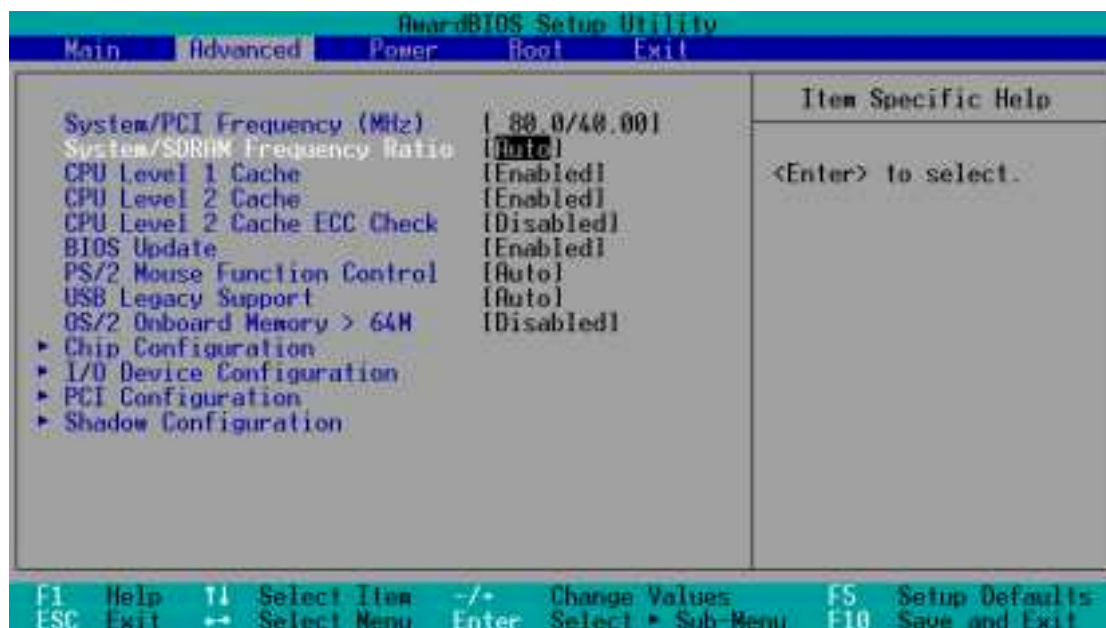 AwardBIOS Setup Utility
Main Advanced Power Boot Exit
Item Specific Help
System/PCI Frequency (MHz) [ 80.0/40.00]
System/SDRAM Frequency Ratio [Auto]
CPU Level 1 Cache [Enabled]
<Enter> to select.
CPU Level 2 Cache [Enabled]
CPU Level 2 Cache ECC Check [Disabled]
BIOS Update [Enabled]
PS/2 Mouse Function Control [Auto]
USB Legacy Support [Auto]
OS/2 Onboard Memory > 64M [Disabled]
▸ Chip Configuration
▸ I/O Device Configuration
▸ PCI Configuration
▸ Shadow Configuration
F1 Help ↑↓ Select Item -/+ Change Values F5 Setup Defaults
ESC Exit ↔ Select Menu Enter Select ▸ Sub-Menu F10 Save and Exit